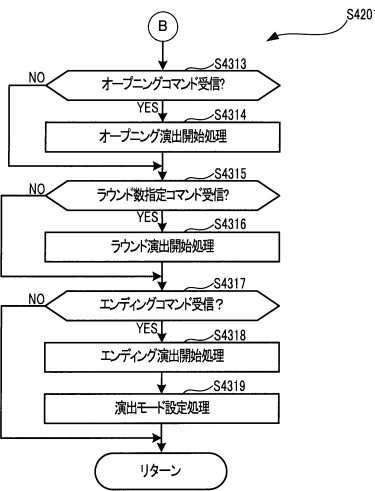 S4201
B
S4313
オープニングコマンド受信?
NO
YES
S4314
オープニング演出開始処理
S4315
ラウンド数指定コマンド受信?
NO
YES
S4316
ラウンド演出開始処理
S4317
エンディングコマンド受信?
NO
YES
S4318
エンディング演出開始処理
S4319
演出モード設定処理
リターン